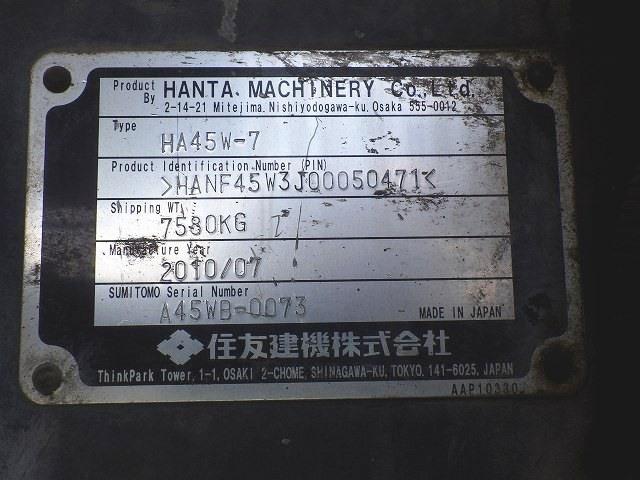 Product By HANTA MACHINERY Co.,Ltd.
2-14-21 Mitejima, Nishiyodogawa-ku, Osaka 555-0012
Type
HA45W-7
Product Identification Number (PIN)
>HANF45W3JQ0050471<
Shipping WT.
7580KG
Manufacture Year
2010/07
SUMITOMO Serial Number
A45WB-0073
MADE IN JAPAN
住友建機株式会社
ThinkPark Tower, 1-1, OSAKI 2-CHOME, SHINAGAWA-KU, TOKYO, 141-6025, JAPAN